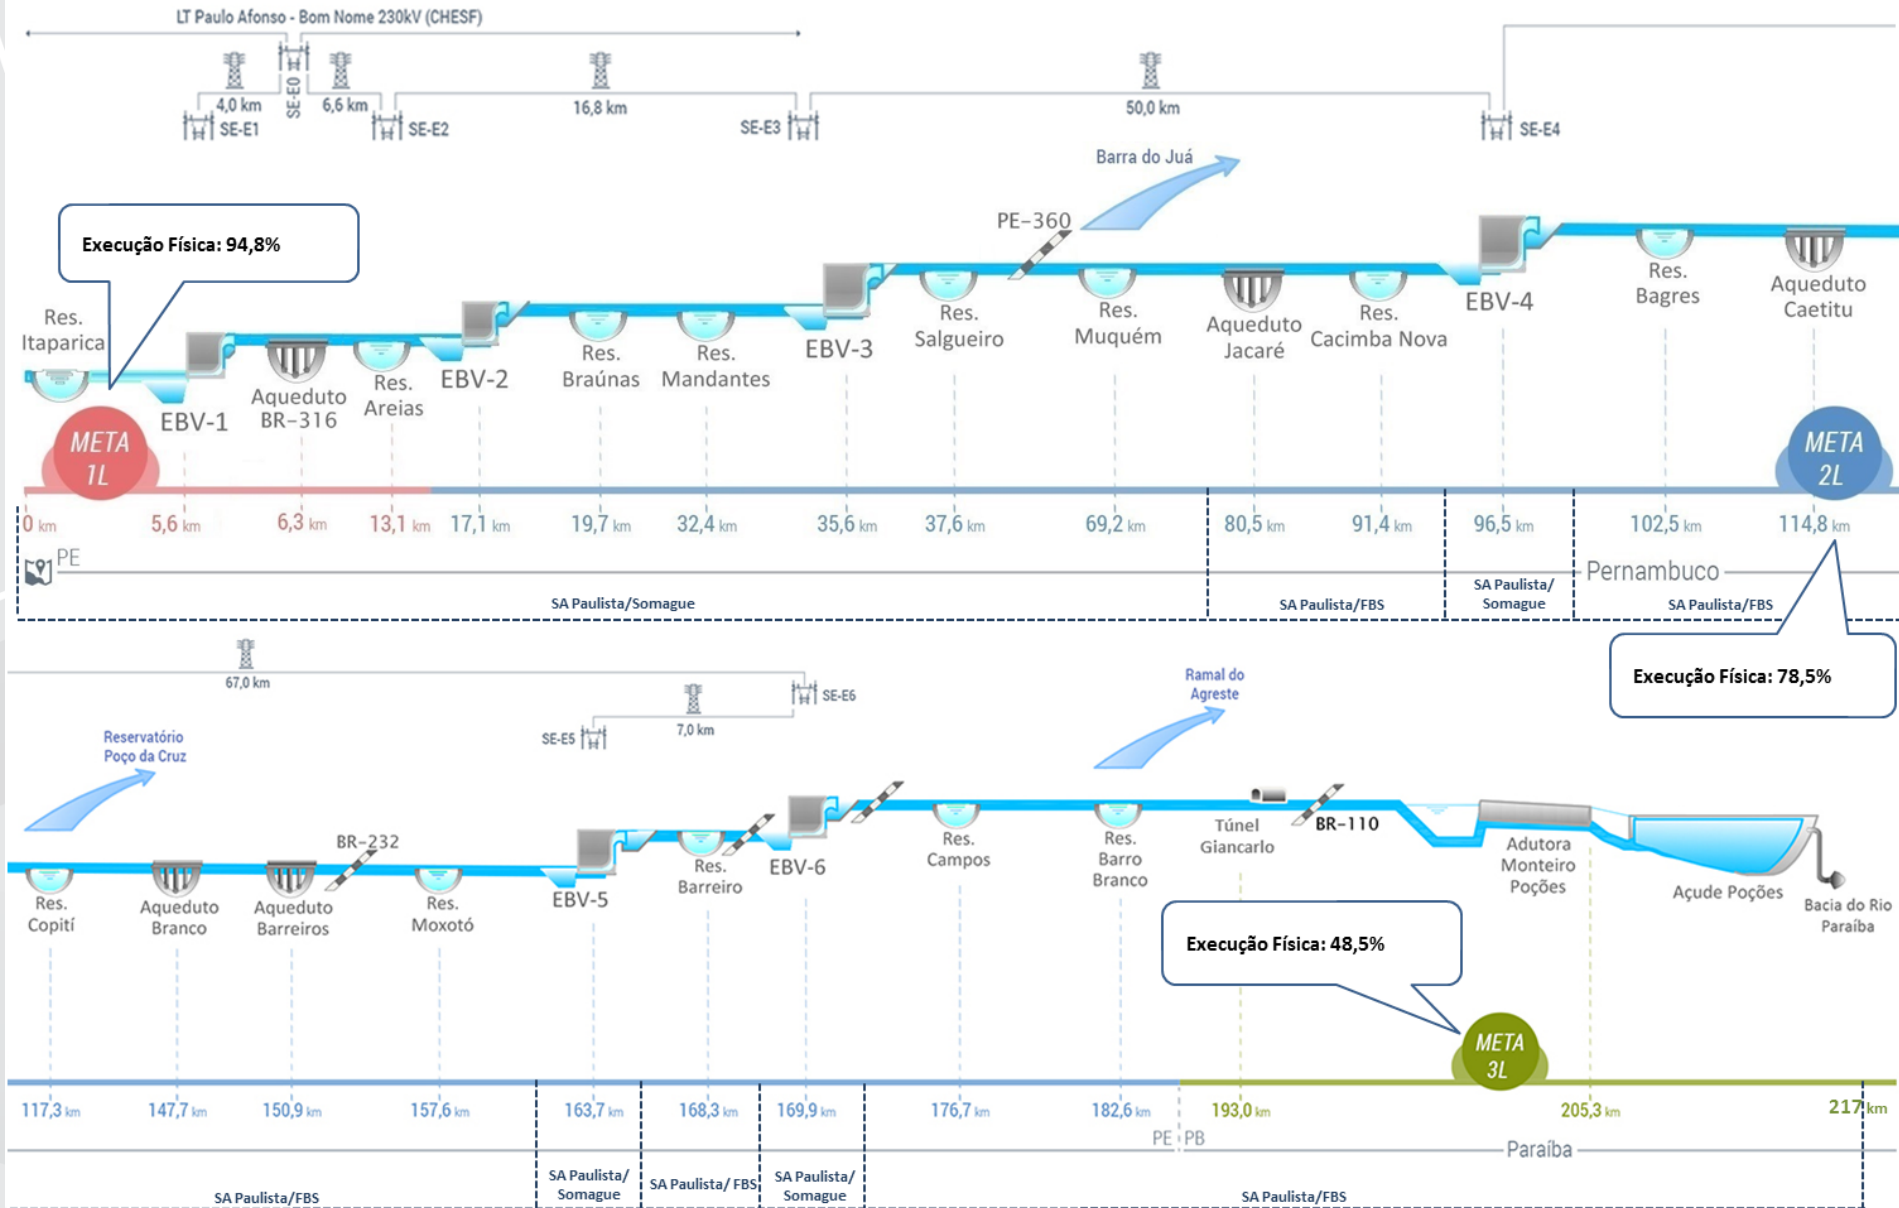 LT Paulo Afonso - Bom Nome 230kV (CHESF)
4,0 km
SE-E0
6,6 km
16,8 km
50,0 km
SE-E1
SE-E2
SE-E3
SE-E4
Barra do Juá
PE-360
Execução Física: 94,8%
Res.
Itaparica
EBV-1
Aqueduto
BR-316
Res.
Areias
EBV-2
Res.
Braúnas
Res.
Mandantes
EBV-3
Res.
Salgueiro
Res.
Muquém
Aqueduto
Jacaré
Res.
Cacimba Nova
EBV-4
Res.
Bagres
Aqueduto
Caetitu
META
1L
META
2L
0 km
5,6 km
6,3 km
13,1 km
17,1 km
19,7 km
32,4 km
35,6 km
37,6 km
69,2 km
80,5 km
91,4 km
96,5 km
102,5 km
114,8 km
PE
Pernambuco
SA Paulista/Somague
SA Paulista/FBS
SA Paulista/
Somague
SA Paulista/FBS
Execução Física: 78,5%
67,0 km
SE-E6
SE-E5
7,0 km
Reservatório
Poço da Cruz
Ramal do
Agreste
BR-232
Res.
Copití
Aqueduto
Branco
Aqueduto
Barreiros
Res.
Moxotó
EBV-5
Res.
Barreiro
EBV-6
Res.
Campos
Res.
Barro
Branco
Túnel
Giancarlo
BR-110
Adutora
Monteiro
Poções
Açude Poções
Bacia do Rio
Paraíba
Execução Física: 48,5%
META
3L
117,3 km
147,7 km
150,9 km
157,6 km
163,7 km
168,3 km
169,9 km
176,7 km
182,6 km
193,0 km
205,3 km
217 km
PE
PB
Paraíba
SA Paulista/FBS
SA Paulista/
Somague
SA Paulista/ FBS
SA Paulista/
Somague
SA Paulista/FBS